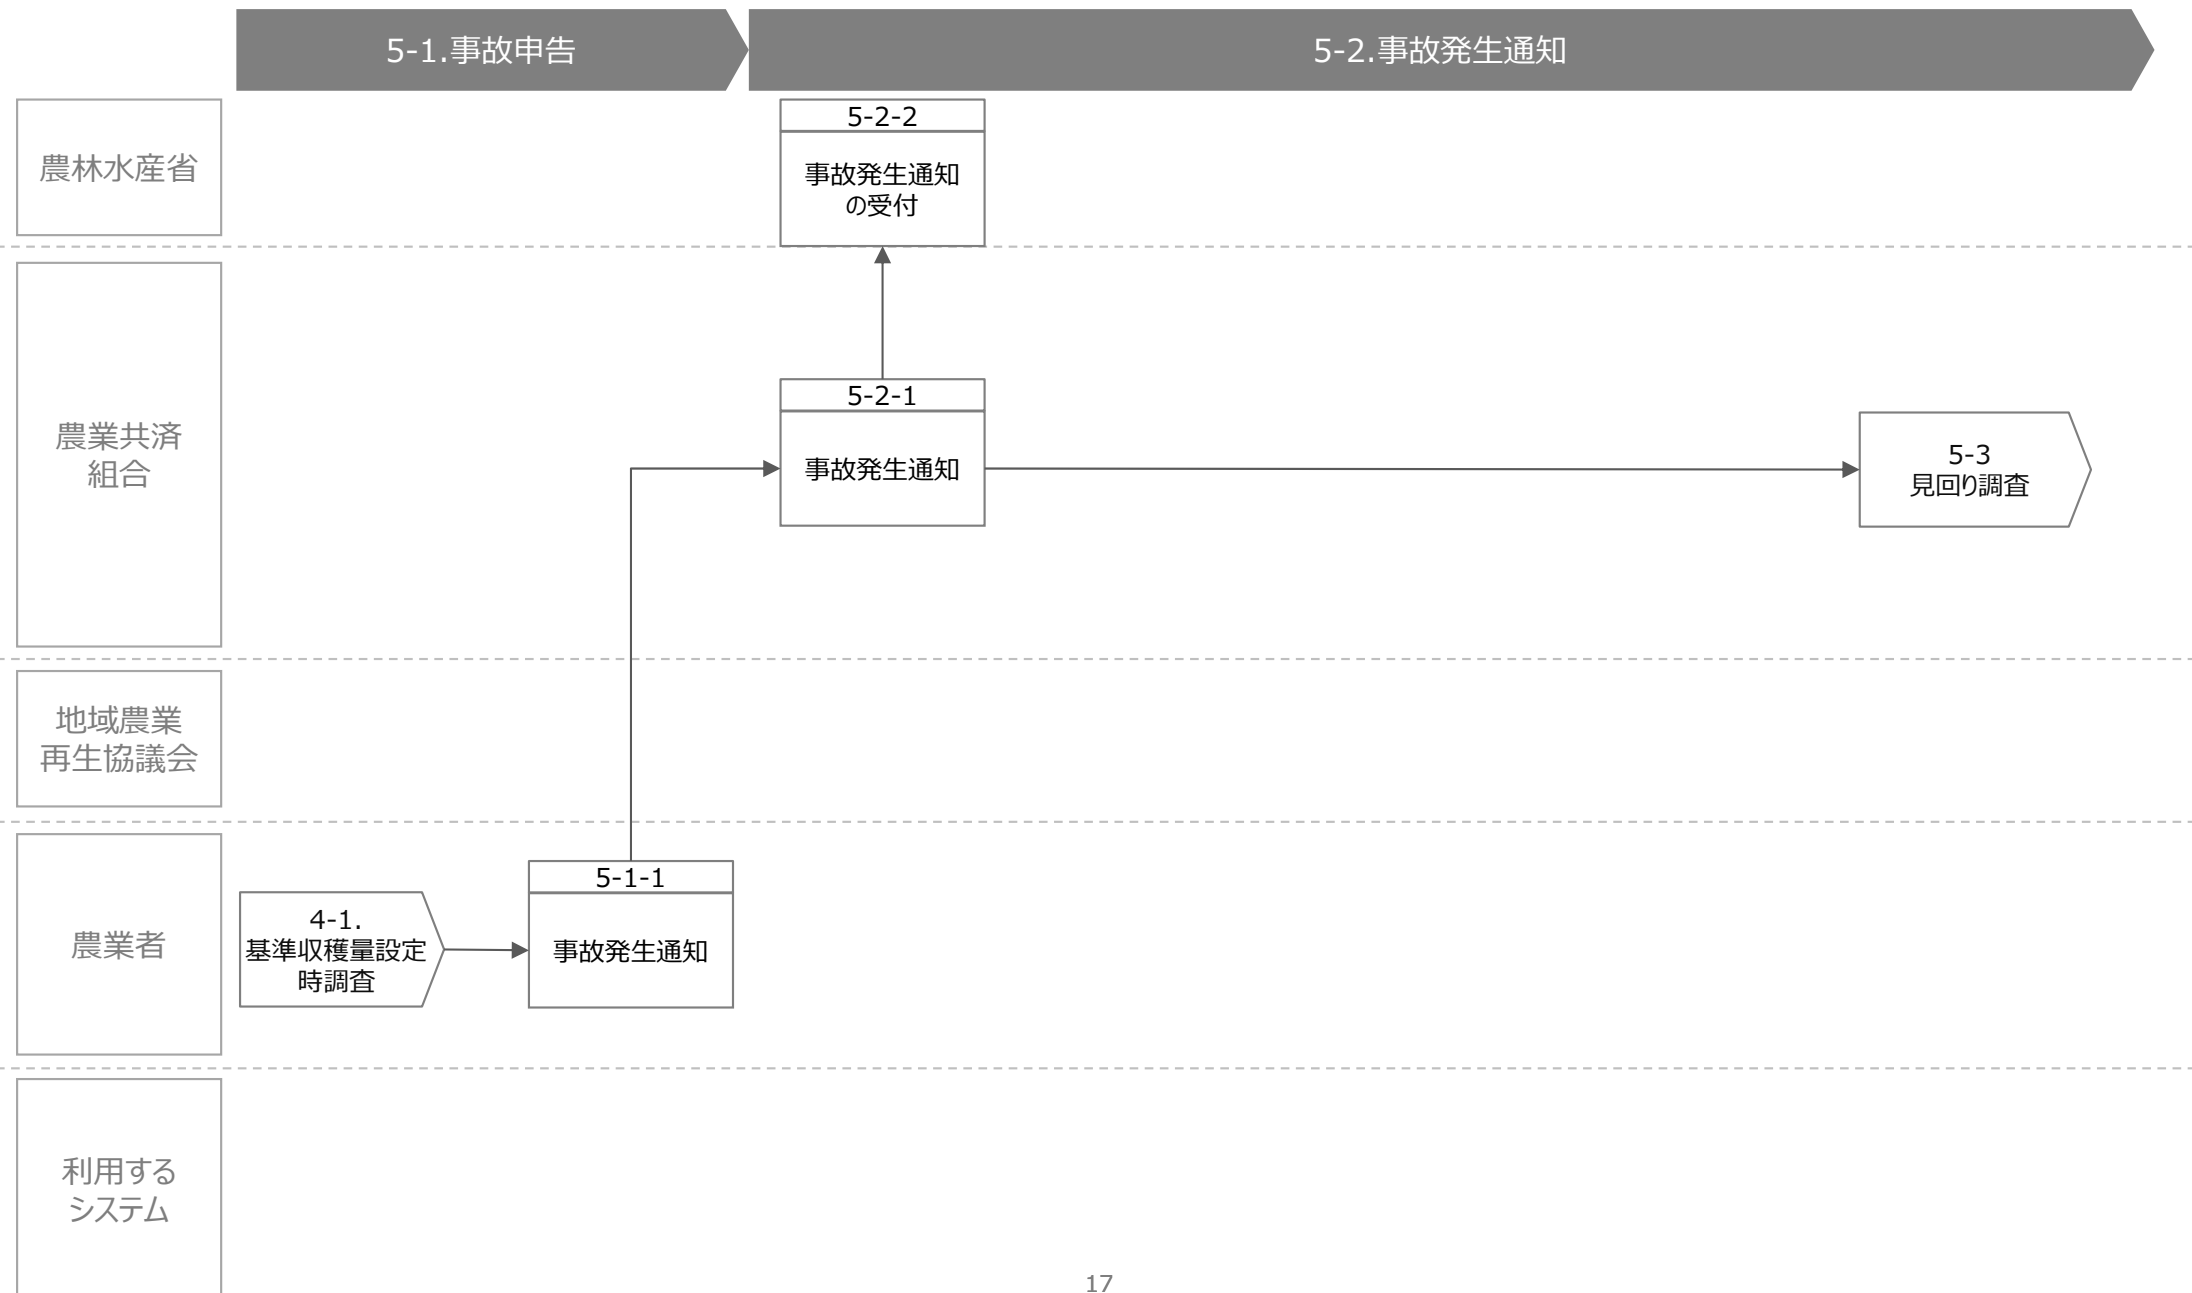 5-1.事故申告
5-2.事故発生通知
農林水産省
5-2-2
事故発生通知
の受付
農業共済
組合
5-2-1
事故発生通知
5-3
見回り調査
地域農業
再生協議会
農業者
4-1.
基準収穫量設定
時調査
5-1-1
事故発生通知
利用する
システム
17